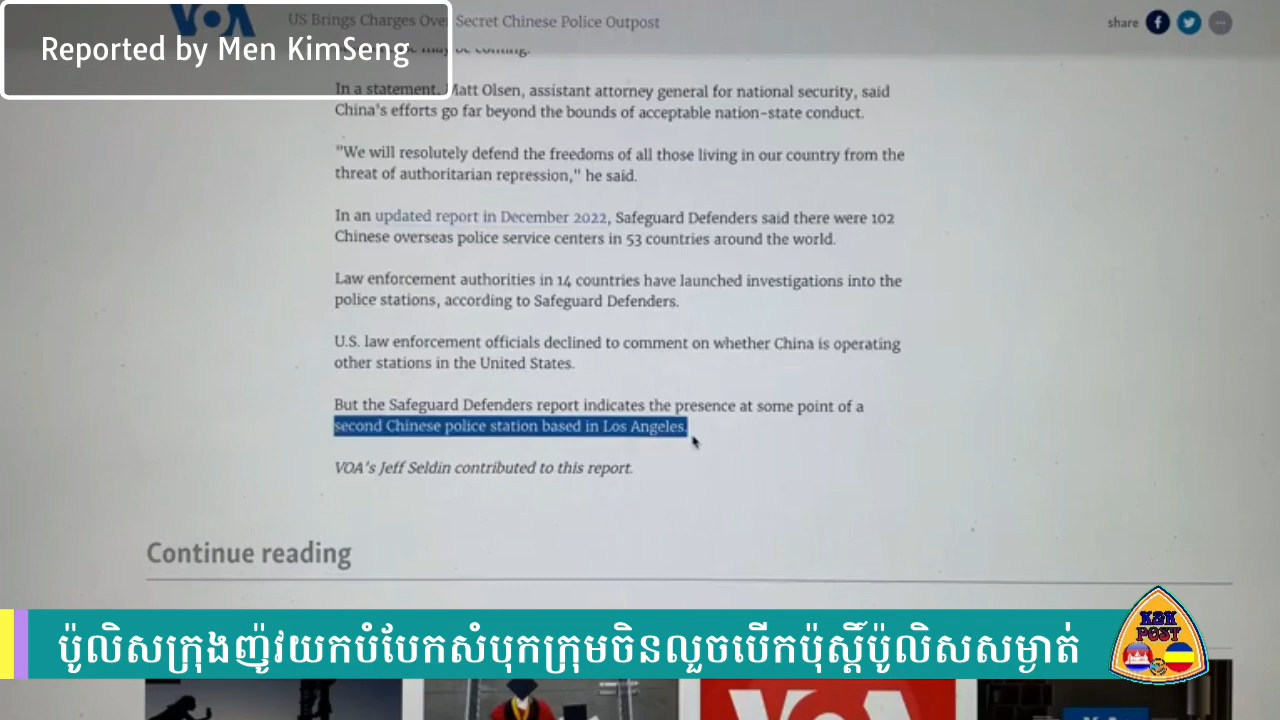 VOA
US Brings Charges Over Secret Chinese Police Outpost
share
Reported by Men KimSeng
may be coming.
In a statement, Matt Olsen, assistant attorney general for national security, said
China's efforts go far beyond the bounds of acceptable nation-state conduct.
"We will resolutely defend the freedoms of all those living in our country from the
threat of authoritarian repression," he said.
In an updated report in December 2022, Safeguard Defenders said there were 102
Chinese overseas police service centers in 53 countries around the world.
Law enforcement authorities in 14 countries have launched investigations into the
police stations, according to Safeguard Defenders.
U.S. law enforcement officials declined to comment on whether China is operating
other stations in the United States.
But the Safeguard Defenders report indicates the presence at some point of a
second Chinese police station based in Los Angeles.
VOA's Jeff Seldin contributed to this report.
Continue reading
ប៉ូលិសក្រុងញ៉ូវយកបំបែកសំបុកក្រុមចិនលួចបើកប៉ុស្តិ៍ប៉ូលិសសម្ងាត់
K&K
POST
VOA